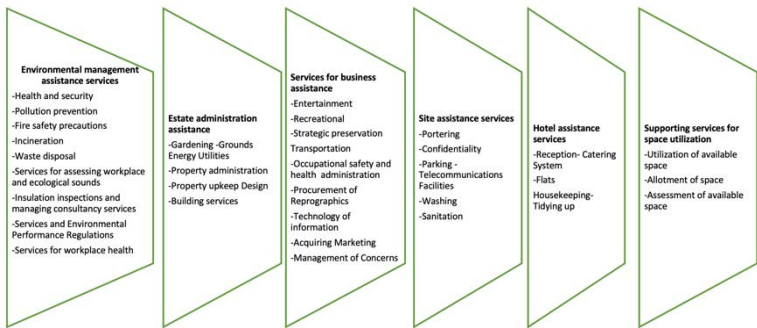 Environmental management
assistance services
-Health and security
-Pollution prevention
-Fire safety precautions
-Incineration
-Waste disposal
-Services for assessing workplace
and ecological sounds
-Insulation inspections and
managing consultancy services
-Services and Environmental
Performance Regulations
-Services for workplace health
Estate administration
assistance
-Gardening -Grounds
Energy Utilities
-Property administration
-Property upkeep Design
-Building services
Services for business
assistance
-Entertainment
-Recreational
-Strategic preservation
Transportation
-Occupational safety and
health administration
-Procurement of
Reprographics
-Technology of
information
-Acquiring Marketing
-Management of Concerns
Site assistance services
-Portering
-Confidentiality
-Parking -
Telecommunications
Facilities
-Washing
-Sanitation
Hotel assistance
services
-Reception- Catering
System
-Flats
Housekeeping-
Tidying up
Supporting services for
space utilization
-Utilization of available
space
-Allotment of space
-Assessment of available
space